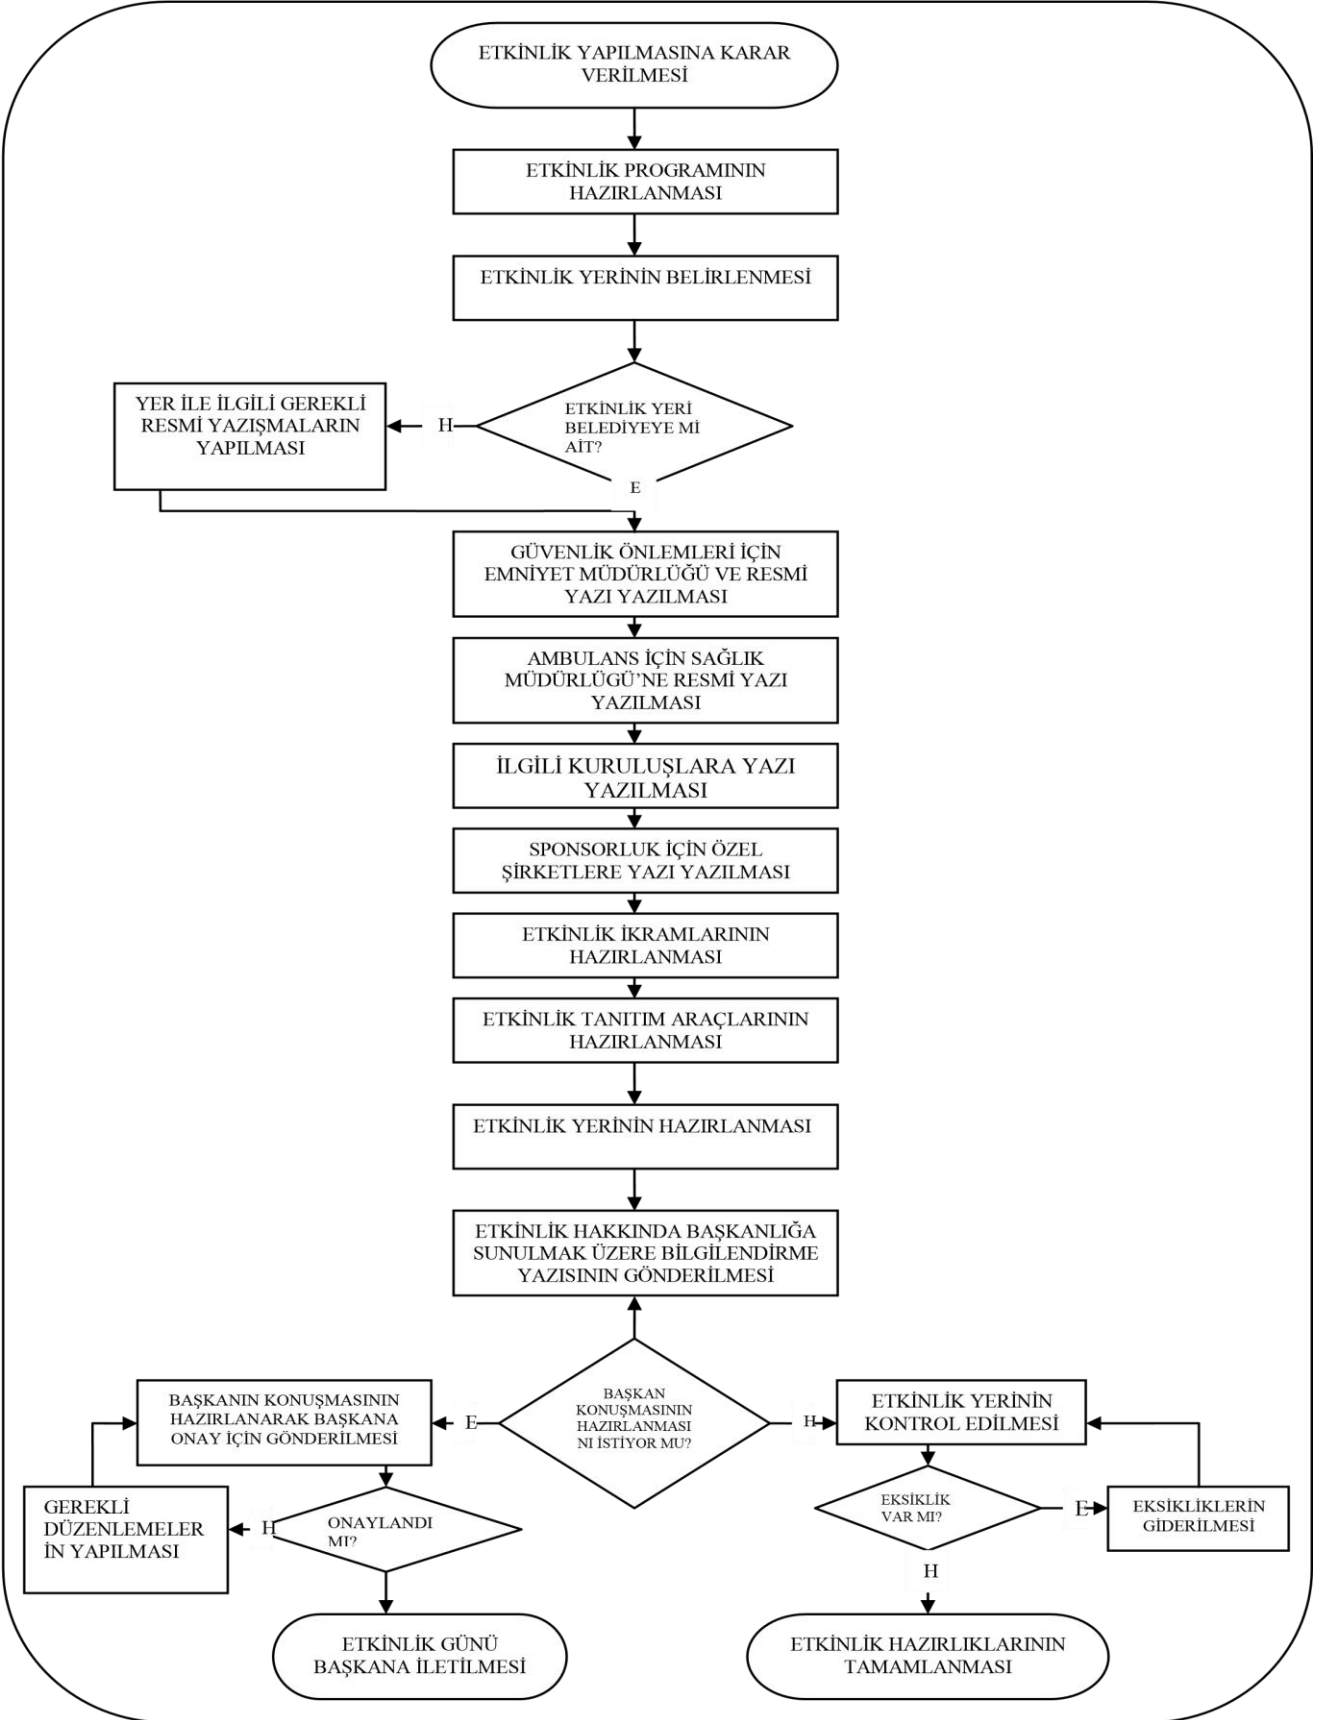 ETKİNLİK YAPILMASINA KARAR
VERİLMESİ
ETKİNLİK PROGRAMININ
HAZIRLANMASI
ETKİNLİK YERİNİN BELİRLENMESİ
ETKİNLİK YERİ
BELEDİYEYE Mİ
AİT?
H
YER İLE İLGİLİ GEREKLİ
RESMİ YAZIŞMALARIN
YAPILMASI
E
GÜVENLİK ÖNLEMLERİ İÇİN
EMNİYET MÜDÜRLÜĞÜ VE RESMİ
YAZI YAZILMASI
AMBULANS İÇİN SAĞLIK
MÜDÜRLÜGÜ’NE RESMİ YAZI
YAZILMASI
İLGİLİ KURULUŞLARA YAZI
YAZILMASI
SPONSORLUK İÇİN ÖZEL
ŞİRKETLERE YAZI YAZILMASI
ETKİNLİK İKRAMLARININ
HAZIRLANMASI
ETKİNLİK TANITIM ARAÇLARININ
HAZIRLANMASI
ETKİNLİK YERİNİN HAZIRLANMASI
ETKİNLİK HAKKINDA BAŞKANLIĞA
SUNULMAK ÜZERE BİLGİLENDİRME
YAZISININ GÖNDERİLMESİ
BAŞKAN
KONUŞMASININ
HAZIRLANMASI
NI İSTİYOR MU?
E
BAŞKANIN KONUŞMASININ
HAZIRLANARAK BAŞKANA
ONAY İÇİN GÖNDERİLMESİ
ONAYLANDI
MI?
H
GEREKLİ
DÜZENLEMELER
İN YAPILMASI
ETKİNLİK GÜNÜ
BAŞKANA İLETİLMESİ
H
ETKİNLİK YERİNİN
KONTROL EDİLMESİ
EKSİKLİK
VAR MI?
E
EKSİKLİKLERİN
GİDERİLMESİ
H
ETKİNLİK HAZIRLIKLARININ
TAMAMLANMASI